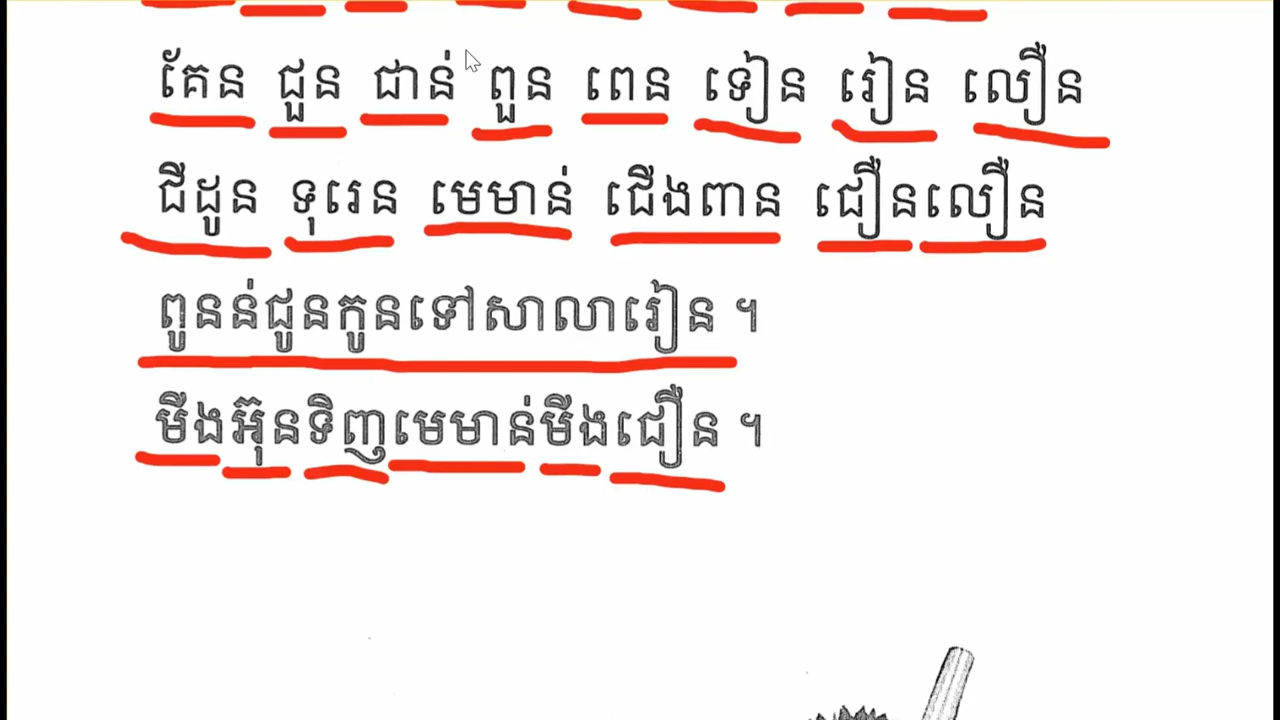 គែន ជួន ជាន់ ពួន ពេន ទៀន រៀន លឿន
ជីដូន ទុរេន មេមាន់ ជើងពាន ជឿនលឿន
ពូនន់ជូនកូនទៅសាលារៀន ។
មីងអ៊ុនទិញមេមាន់មីងជឿន ។